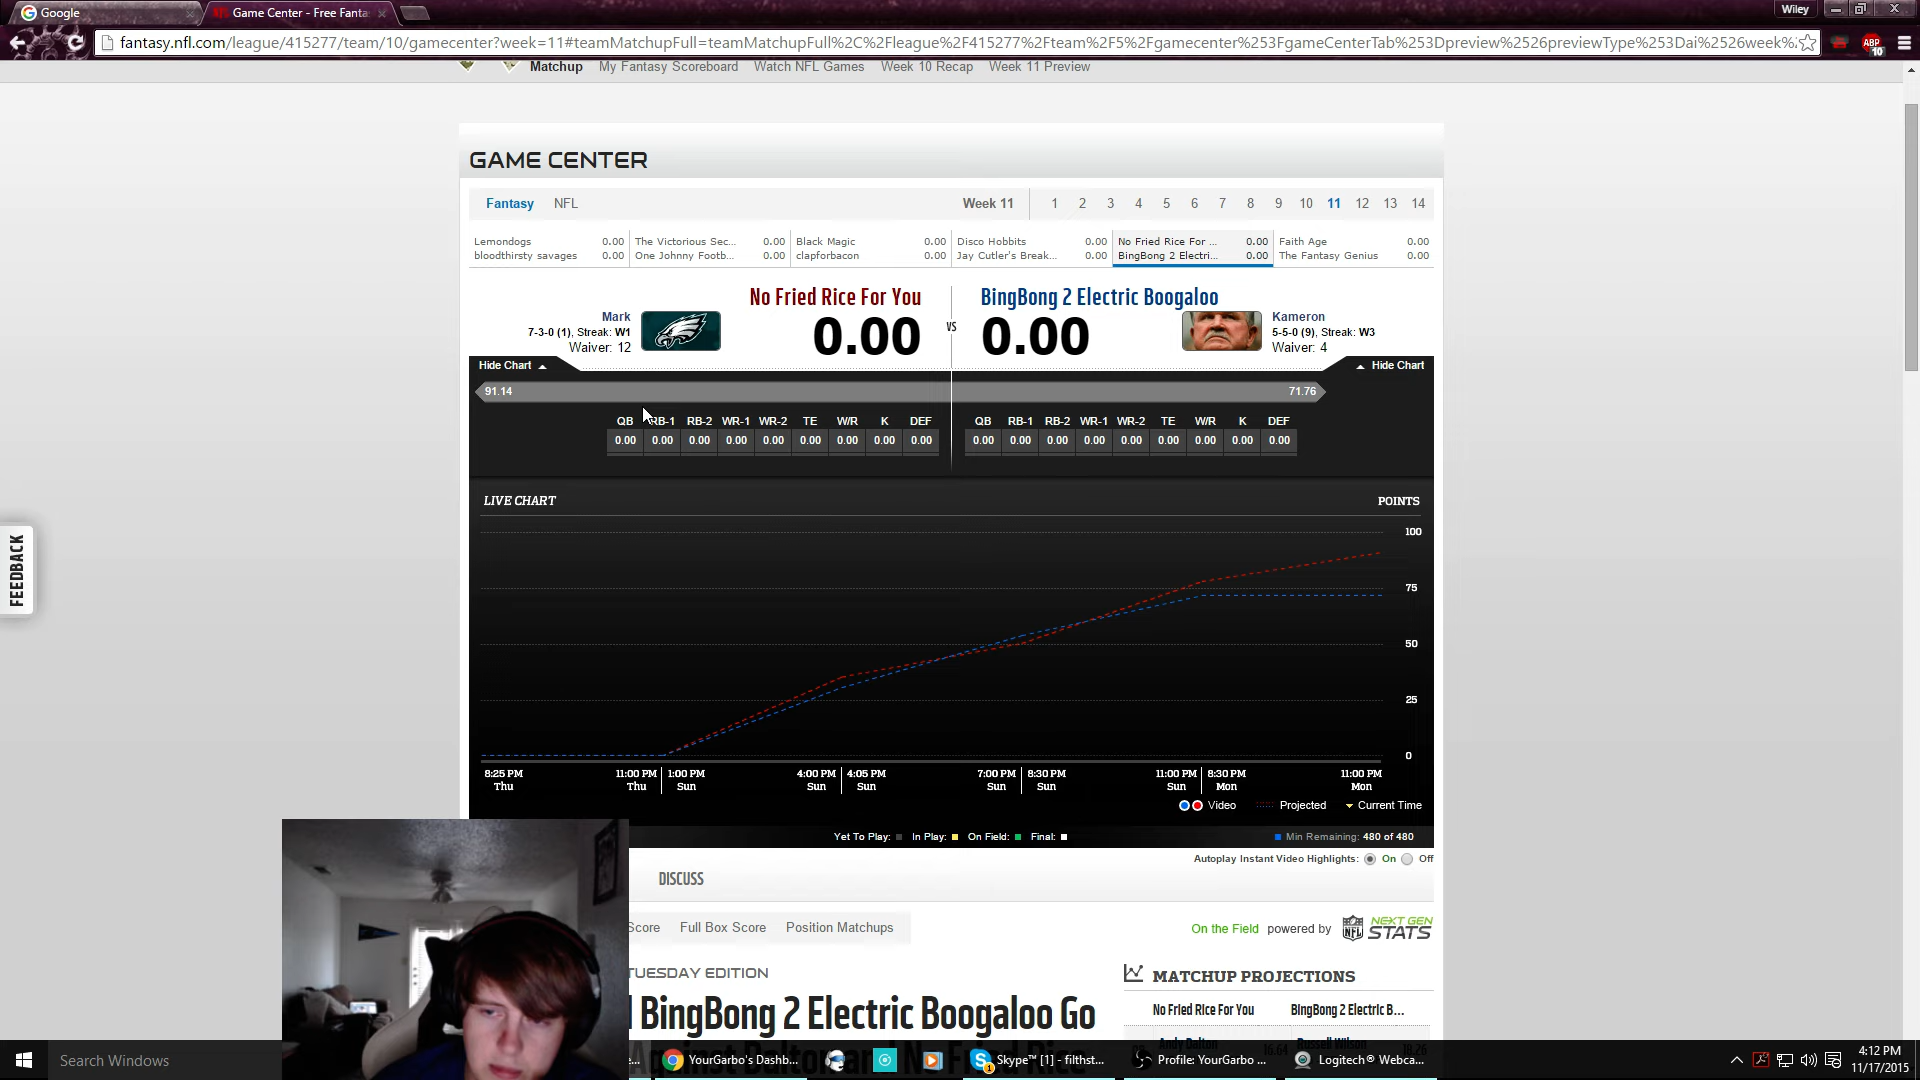 Google
Game Center - Free Fanta
Wiley
fantasy.nfl.com/league/415277/team/10/gamecenter?week=11#teamMatchupFull=teamMatchupFull%2C%2Fleague%2F415277%2Fteam%2F5%2Fgamecenter%253FgameCenterTab%253Dpreview%2526previewType%253Dai%2526week%
ABP
10
Matchup My Fantasy Scoreboard Watch NFL Games Week 10 Recap Week 11 Preview
GAME CENTER
Fantasy NFL Week 11 1 2 3 4 5 6 7 8 9 10 11 12 13 14
Lemondogs 0.00 The Victorious Sec... 0.00 Black Magic 0.00 Disco Hobbits 0.00 No Fried Rice For ... 0.00 Faith Age 0.00
bloodthirsty savages 0.00 One Johnny Footb... 0.00 clapforbacon 0.00 Jay Cutler's Break... 0.00 BingBong 2 Electri... 0.00 The Fantasy Genius 0.00
No Fried Rice For You BingBong 2 Electric Boogaloo
Mark Kameron
7-3-0 (1), Streak: W1 0.00 VS 0.00 5-5-0 (9), Streak: W3
Waiver: 12 Waiver: 4
Hide Chart Hide Chart
91.14 71.76
QB RB-1 RB-2 WR-1 WR-2 TE W/R K DEF QB RB-1 RB-2 WR-1 WR-2 TE W/R K DEF
0.00 0.00 0.00 0.00 0.00 0.00 0.00 0.00 0.00 0.00 0.00 0.00 0.00 0.00 0.00 0.00 0.00 0.00
LIVE CHART POINTS
100
75
50
25
0
8:25 PM 11:00 PM 1:00 PM 4:00 PM 4:05 PM 7:00 PM 8:30 PM 11:00 PM 8:30 PM 11:00 PM
Thu Thu Sun Sun Sun Sun Sun Sun Mon Mon
Video Projected Current Time
Yet To Play: In Play: On Field: Final: Min Remaining: 480 of 480
Autoplay Instant Video Highlights: On Off
FEEDBACK
DISCUSS
Score Full Box Score Position Matchups
On the Field powered by NFL NEXT GEN STATS
TUESDAY EDITION
BingBong 2 Electric Boogaloo Go
Against Dalton and No Fried Rice
MATCHUP PROJECTIONS
No Fried Rice For You BingBong 2 Electric B...
Andy Dalton 16.64 Russell Wilson 18.26
Search Windows
YourGarbo's Dashb...
Skype™ [1] - filthst...
Profile: YourGarbo ...
Logitech® Webca...
4:12 PM
11/17/2015